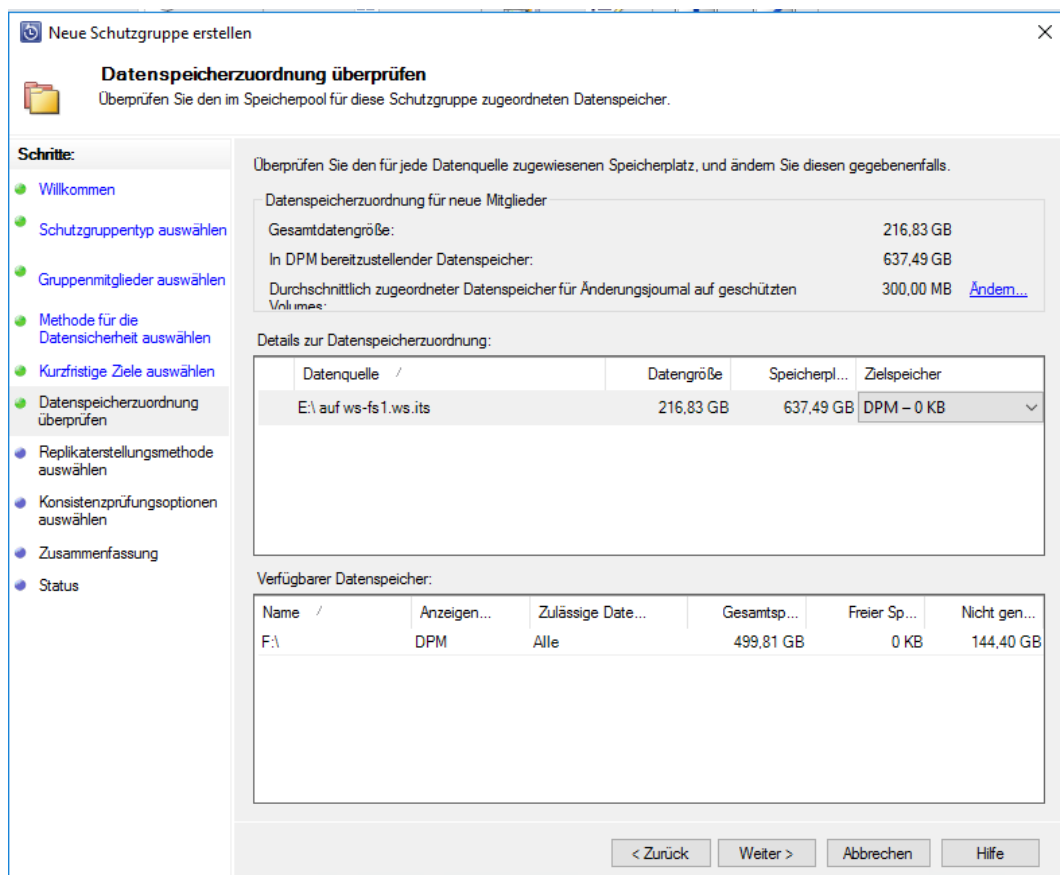 Neue Schutzgruppe erstellen
Datenspeicherzuordnung überprüfen
Überprüfen Sie den im Speicherpool für diese Schutzgruppe zugeordneten Datenspeicher.
Schritte:
Willkommen
Schutzgruppentyp auswählen
Gruppenmitglieder auswählen
Methode für die
Datensicherheit auswählen
Kurzfristige Ziele auswählen
Datenspeicherzuordnung
überprüfen
Replikaterstellungsmethode
auswählen
Konsistenzprüfungsoptionen
auswählen
Zusammenfassung
Status
Überprüfen Sie den für jede Datenquelle zugewiesenen Speicherplatz, und ändern Sie diesen gegebenenfalls.
Datenspeicherzuordnung für neue Mitglieder
Gesamtdatengröße: 216,83 GB
In DPM bereitzustellender Datenspeicher: 637,49 GB
Durchschnittlich zugeordneter Datenspeicher für Änderungsjournal auf geschützten 300,00 MB Ändern...
Volumes:
Details zur Datenspeicherzuordnung:
Datenquelle Datengröße Speicherpl... Zielspeicher
E:\ auf ws-fs1.ws.its 216,83 GB 637,49 GB DPM – 0 KB
Verfügbarer Datenspeicher:
Name Anzeigen... Zulässige Date... Gesamtsp... Freier Sp... Nicht gen...
F:\ DPM Alle 499,81 GB 0 KB 144,40 GB
< Zurück Weiter > Abbrechen Hilfe